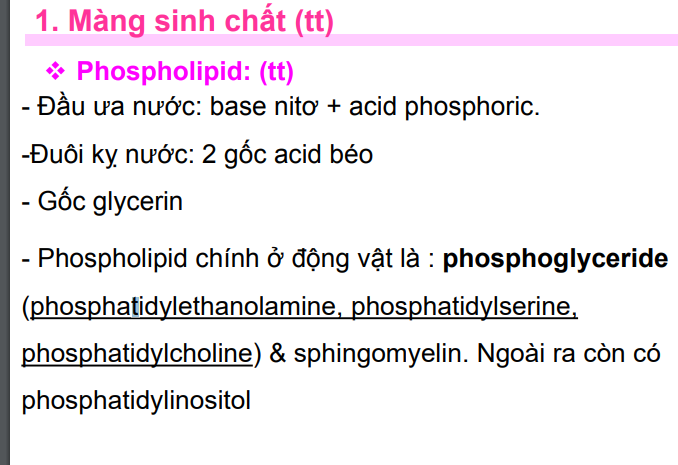 1. Màng sinh chất (tt)
❖ Phospholipid: (tt)
- Đầu ưa nước: base nitơ + acid phosphoric.
-Đuôi kỵ nước: 2 gốc acid béo
- Gốc glycerin
- Phospholipid chính ở động vật là : phosphoglyceride
(phosphatidylethanolamine, phosphatidylserine,
phosphatidylcholine) & sphingomyelin. Ngoài ra còn có
phosphatidylinositol